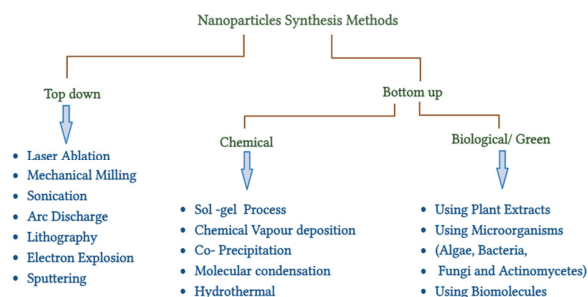 Nanoparticles Synthesis Methods
Top down
• Laser Ablation
• Mechanical Milling
• Sonication
• Arc Discharge
• Lithography
• Electron Explosion
• Sputtering
Bottom up
Chemical
• Sol -gel Process
• Chemical Vapour deposition
• Co- Precipitation
• Molecular condensation
• Hydrothermal
Biological/ Green
• Using Plant Extracts
• Using Microorganisms
• (Algae, Bacteria,
• Fungi and Actinomycetes)
• Using Biomolecules